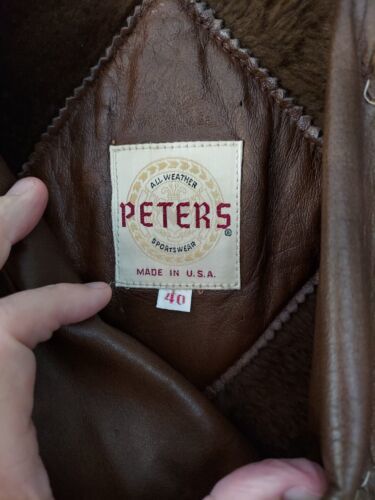 ALL WEATHER
PETERS®
SPORTSWEAR
MADE IN U.S.A.
40